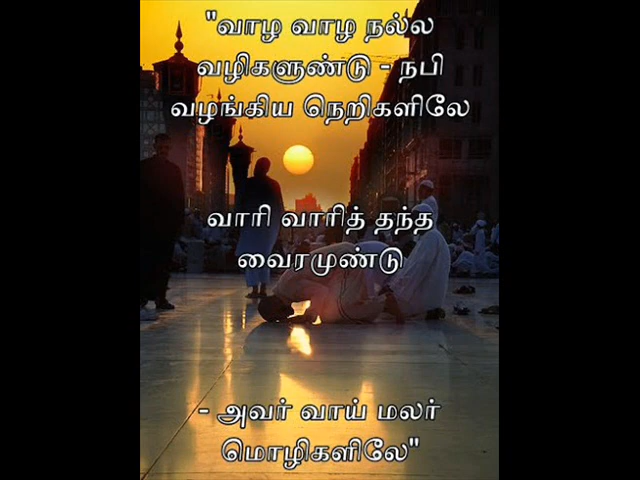 "வாழ வாழ நல்ல
வழிகளுண்டு - நபி
வழங்கிய நெறிகளிலே
வாரி வாரித் தந்த
வைரமுண்டு
- அவர் வாய் மலர்
மொழிகளிலே"